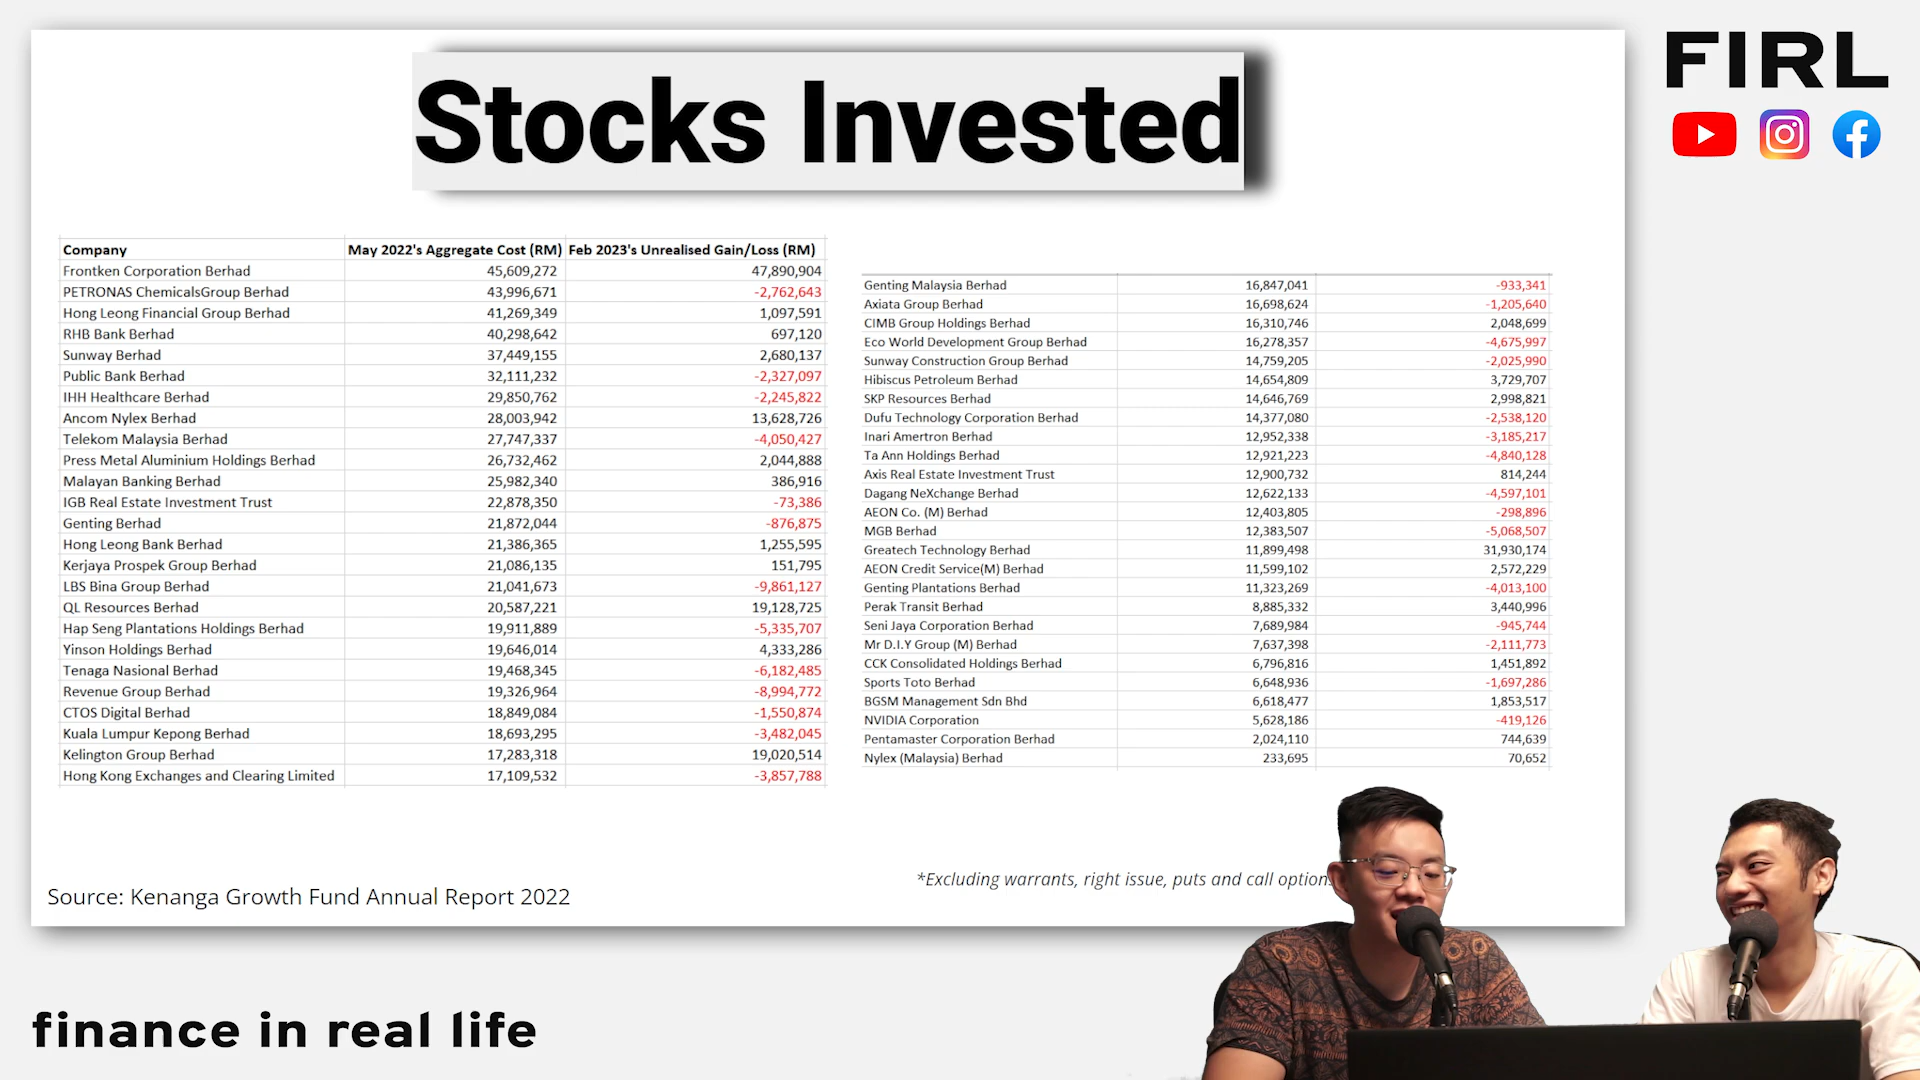 Stocks Invested
FIRL
Company May 2022's Aggregate Cost (RM) Feb 2023's Unrealised Gain/Loss (RM)
Frontken Corporation Berhad 45,609,272 47,890,904
PETRONAS ChemicalsGroup Berhad 43,996,671 -2,762,643
Hong Leong Financial Group Berhad 41,269,349 1,097,591
RHB Bank Berhad 40,298,642 697,120
Sunway Berhad 37,449,155 2,680,137
Public Bank Berhad 32,111,232 -2,327,097
IHH Healthcare Berhad 29,850,762 -2,245,822
Ancom Nylex Berhad 28,003,942 13,628,726
Telekom Malaysia Berhad 27,747,337 -4,050,427
Press Metal Aluminium Holdings Berhad 26,732,462 2,044,888
Malayan Banking Berhad 25,982,340 386,916
IGB Real Estate Investment Trust 22,878,350 -73,386
Genting Berhad 21,872,044 -876,875
Hong Leong Bank Berhad 21,386,365 1,255,595
Kerjaya Prospek Group Berhad 21,086,135 151,795
LBS Bina Group Berhad 21,041,673 -9,861,127
QL Resources Berhad 20,587,221 19,128,725
Hap Seng Plantations Holdings Berhad 19,911,889 -5,335,707
Yinson Holdings Berhad 19,646,014 4,333,286
Tenaga Nasional Berhad 19,468,345 -6,182,485
Revenue Group Berhad 19,326,964 -8,994,772
CTOS Digital Berhad 18,849,084 -1,550,874
Kuala Lumpur Kepong Berhad 18,693,295 -3,482,045
Kelington Group Berhad 17,283,318 19,020,514
Hong Kong Exchanges and Clearing Limited 17,109,532 -3,857,788
Genting Malaysia Berhad 16,847,041 -933,341
Axiata Group Berhad 16,698,624 -1,205,640
CIMB Group Holdings Berhad 16,310,746 2,048,699
Eco World Development Group Berhad 16,278,357 -4,675,997
Sunway Construction Group Berhad 14,759,205 -2,025,990
Hibiscus Petroleum Berhad 14,654,809 3,729,707
SKP Resources Berhad 14,646,769 2,998,821
Dufu Technology Corporation Berhad 14,377,080 -2,538,120
Inari Amertron Berhad 12,952,338 -3,185,217
Ta Ann Holdings Berhad 12,921,223 -4,840,128
Axis Real Estate Investment Trust 12,900,732 814,244
Dagang NeXchange Berhad 12,622,133 -4,597,101
AEON Co. (M) Berhad 12,403,805 -298,896
MGB Berhad 12,383,507 -5,068,507
Greatech Technology Berhad 11,899,498 31,930,174
AEON Credit Service(M) Berhad 11,599,102 2,572,229
Genting Plantations Berhad 11,323,269 -4,013,100
Perak Transit Berhad 8,885,332 3,440,996
Seni Jaya Corporation Berhad 7,689,984 -945,744
Mr D.I.Y Group (M) Berhad 7,637,398 -2,111,773
CCK Consolidated Holdings Berhad 6,796,816 1,451,892
Sports Toto Berhad 6,648,936 -1,697,286
BGSM Management Sdn Bhd 6,618,477 1,853,517
NVIDIA Corporation 5,628,186 -419,126
Pentamaster Corporation Berhad 2,024,110 744,639
Nylex (Malaysia) Berhad 233,695 70,652
*Excluding warrants, right issue, puts and call option
Source: Kenanga Growth Fund Annual Report 2022
finance in real life